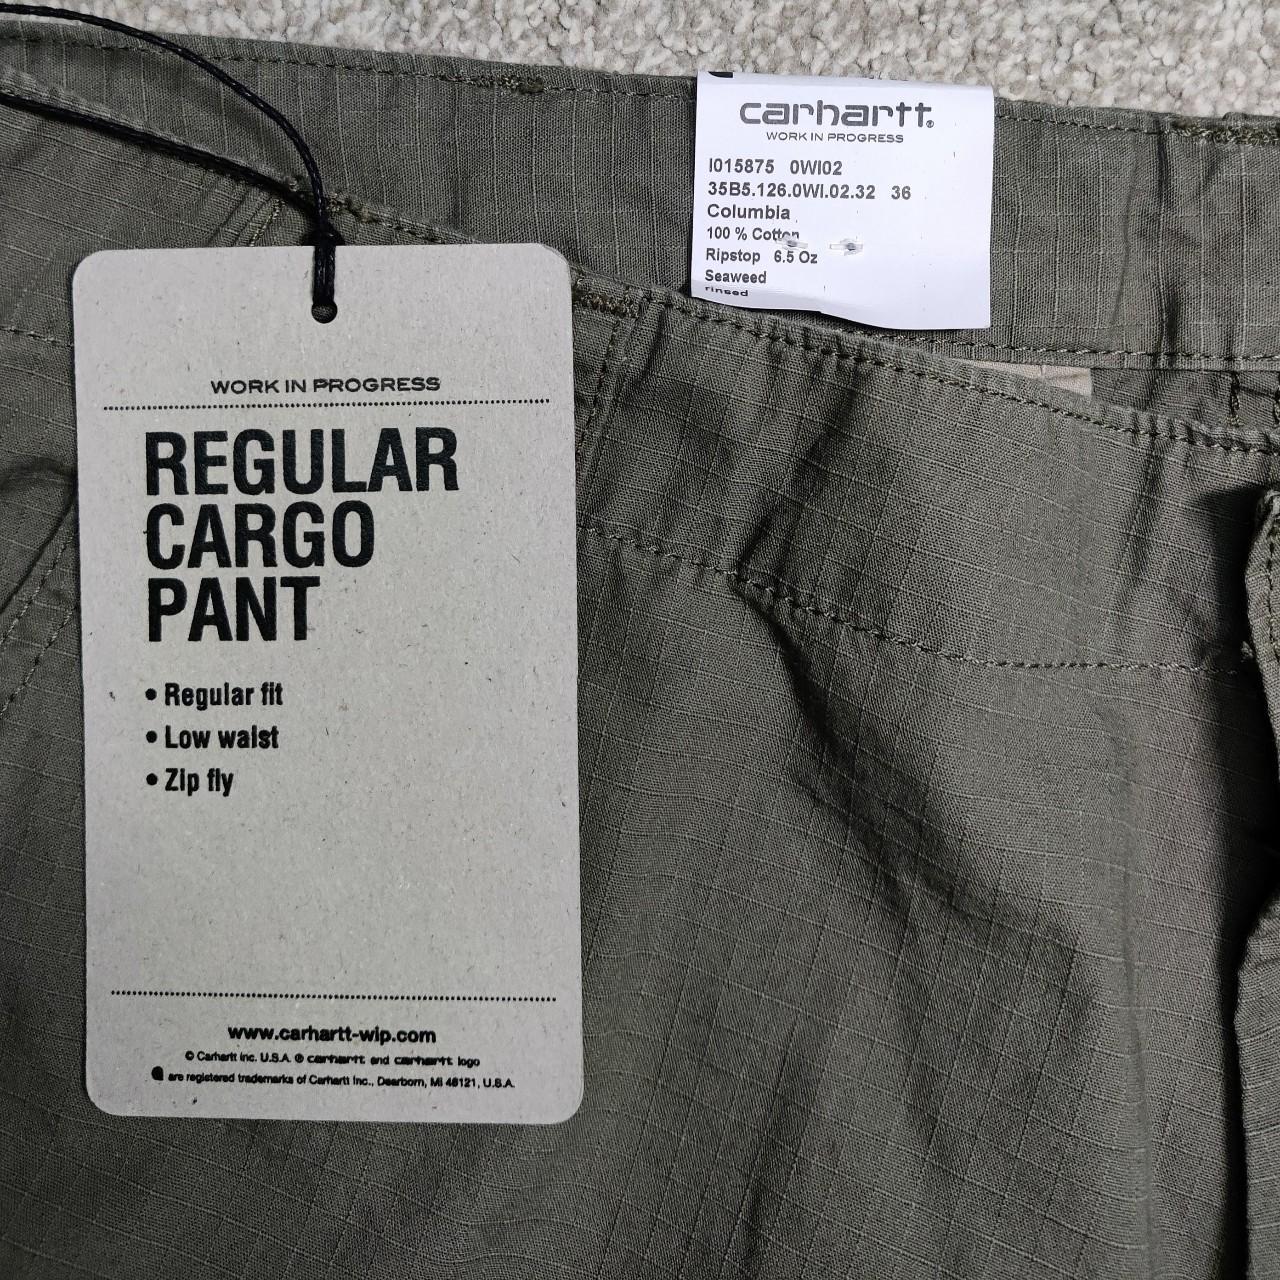 carhartt®
WORK IN PROGRESS
I015875 0WI02
35B5.126.0WI.02.32 36
Columbia
100 % Cotton
Ripstop 6.5 Oz
Seaweed
rinsed
WORK IN PROGRESS
REGULAR
CARGO
PANT
• Regular fit
• Low waist
• Zip fly
www.carhartt-wip.com
© Carhartt Inc. U.S.A. ® carhartt and carhartt logo
are registered trademarks of Carhartt Inc., Dearborn, MI 48121, U.S.A.